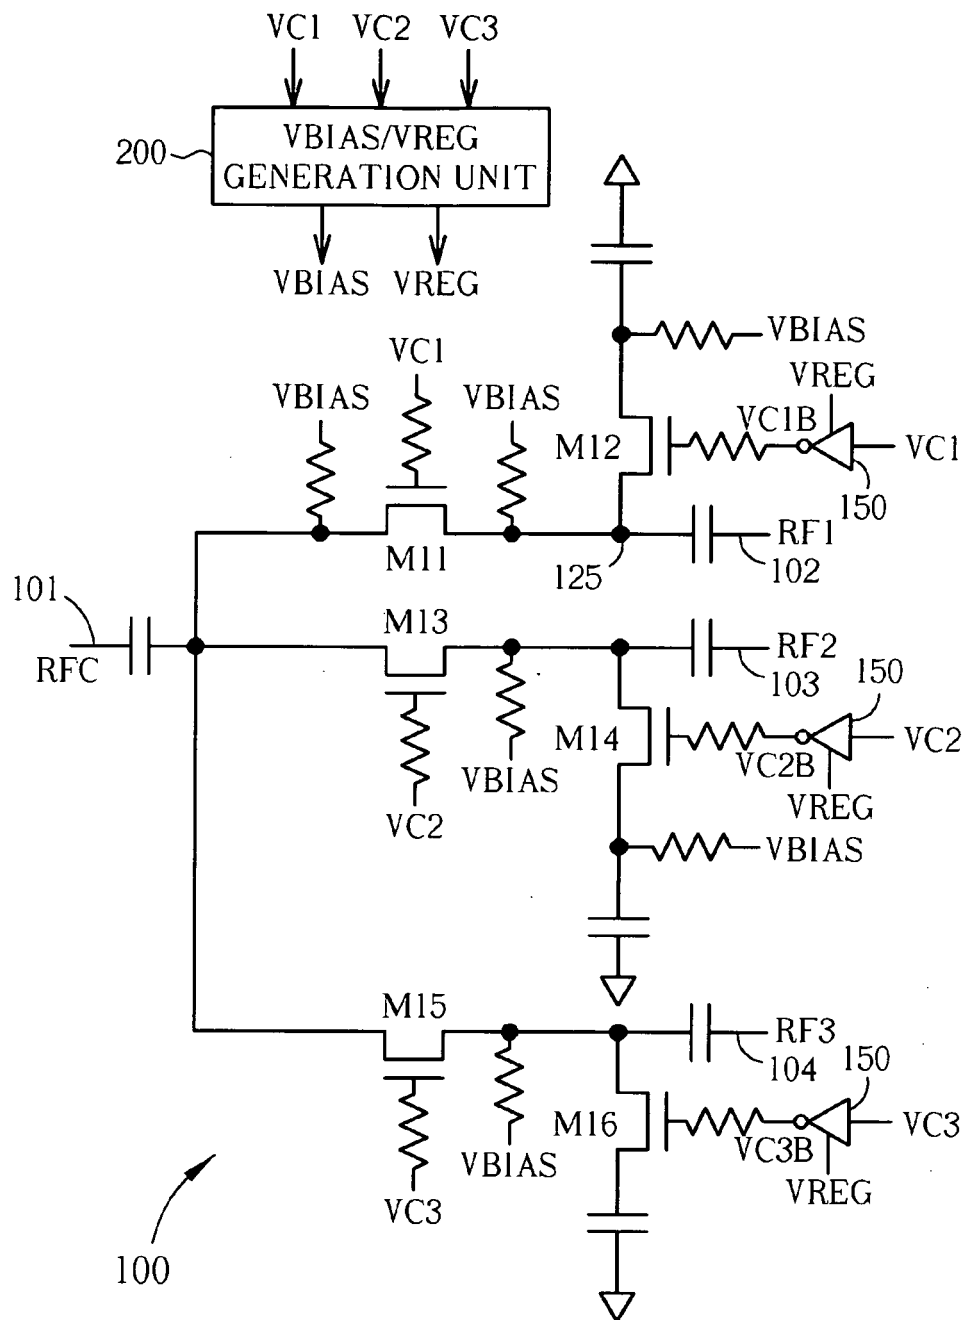 VC1 VC2 VC3
200
VBIAS/VREG
GENERATION UNIT
VBIAS VREG
VBIAS
VC1
VREG
VBIAS
VBIAS
VC1B
M12
VC1
150
RF1
M11
125
102
101
M13
RFC
RF2
103
150
M14
VC2
VC2B
VBIAS
VREG
VC2
VBIAS
M15
RF3
104
150
M16
VC3
VC3B
VBIAS
VREG
VC3
100